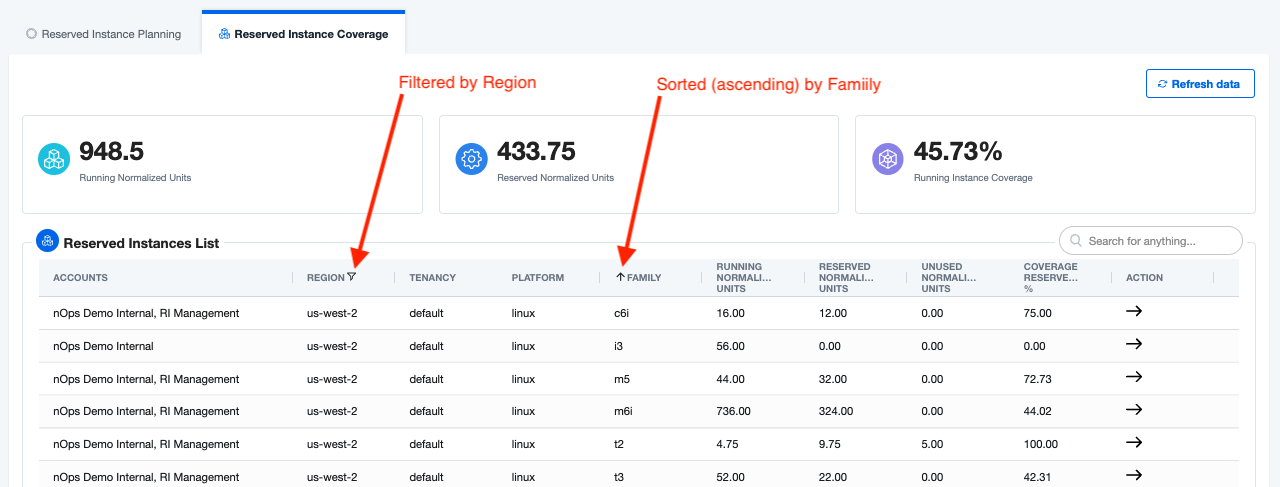 Reserved Instance Planning
Reserved Instance Coverage
Filtered by Region
Sorted (ascending) by Famiily
Refresh data
948.5
Running Normalized Units
433.75
Reserved Normalized Units
45.73%
Running Instance Coverage
Reserved Instances List
Search for anything...
ACCOUNTS REGION TENANCY PLATFORM FAMILY RUNNING NORMALI... UNITS RESERVED NORMALI... UNITS UNUSED NORMALI... UNITS COVERAGE RESERVE... % ACTION
nOps Demo Internal, RI Management us-west-2 default linux c6i 16.00 12.00 0.00 75.00
nOps Demo Internal us-west-2 default linux i3 56.00 0.00 0.00 0.00
nOps Demo Internal, RI Management us-west-2 default linux m5 44.00 32.00 0.00 72.73
nOps Demo Internal, RI Management us-west-2 default linux m6i 736.00 324.00 0.00 44.02
nOps Demo Internal, RI Management us-west-2 default linux t2 4.75 9.75 5.00 100.00
nOps Demo Internal, RI Management us-west-2 default linux t3 52.00 22.00 0.00 42.31